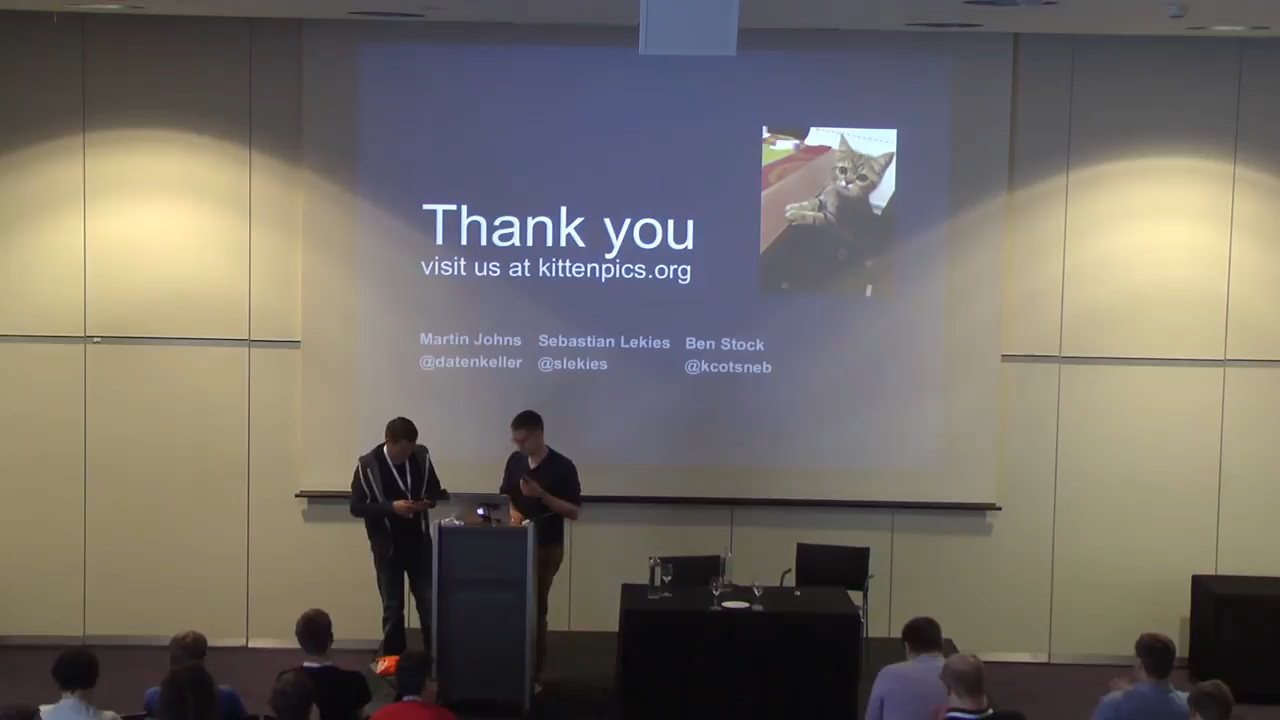 Thank you
visit us at kittenpics.org
Martin Johns Sebastian Lekies Ben Stock
@datenkeller @slekies @kcotsneb